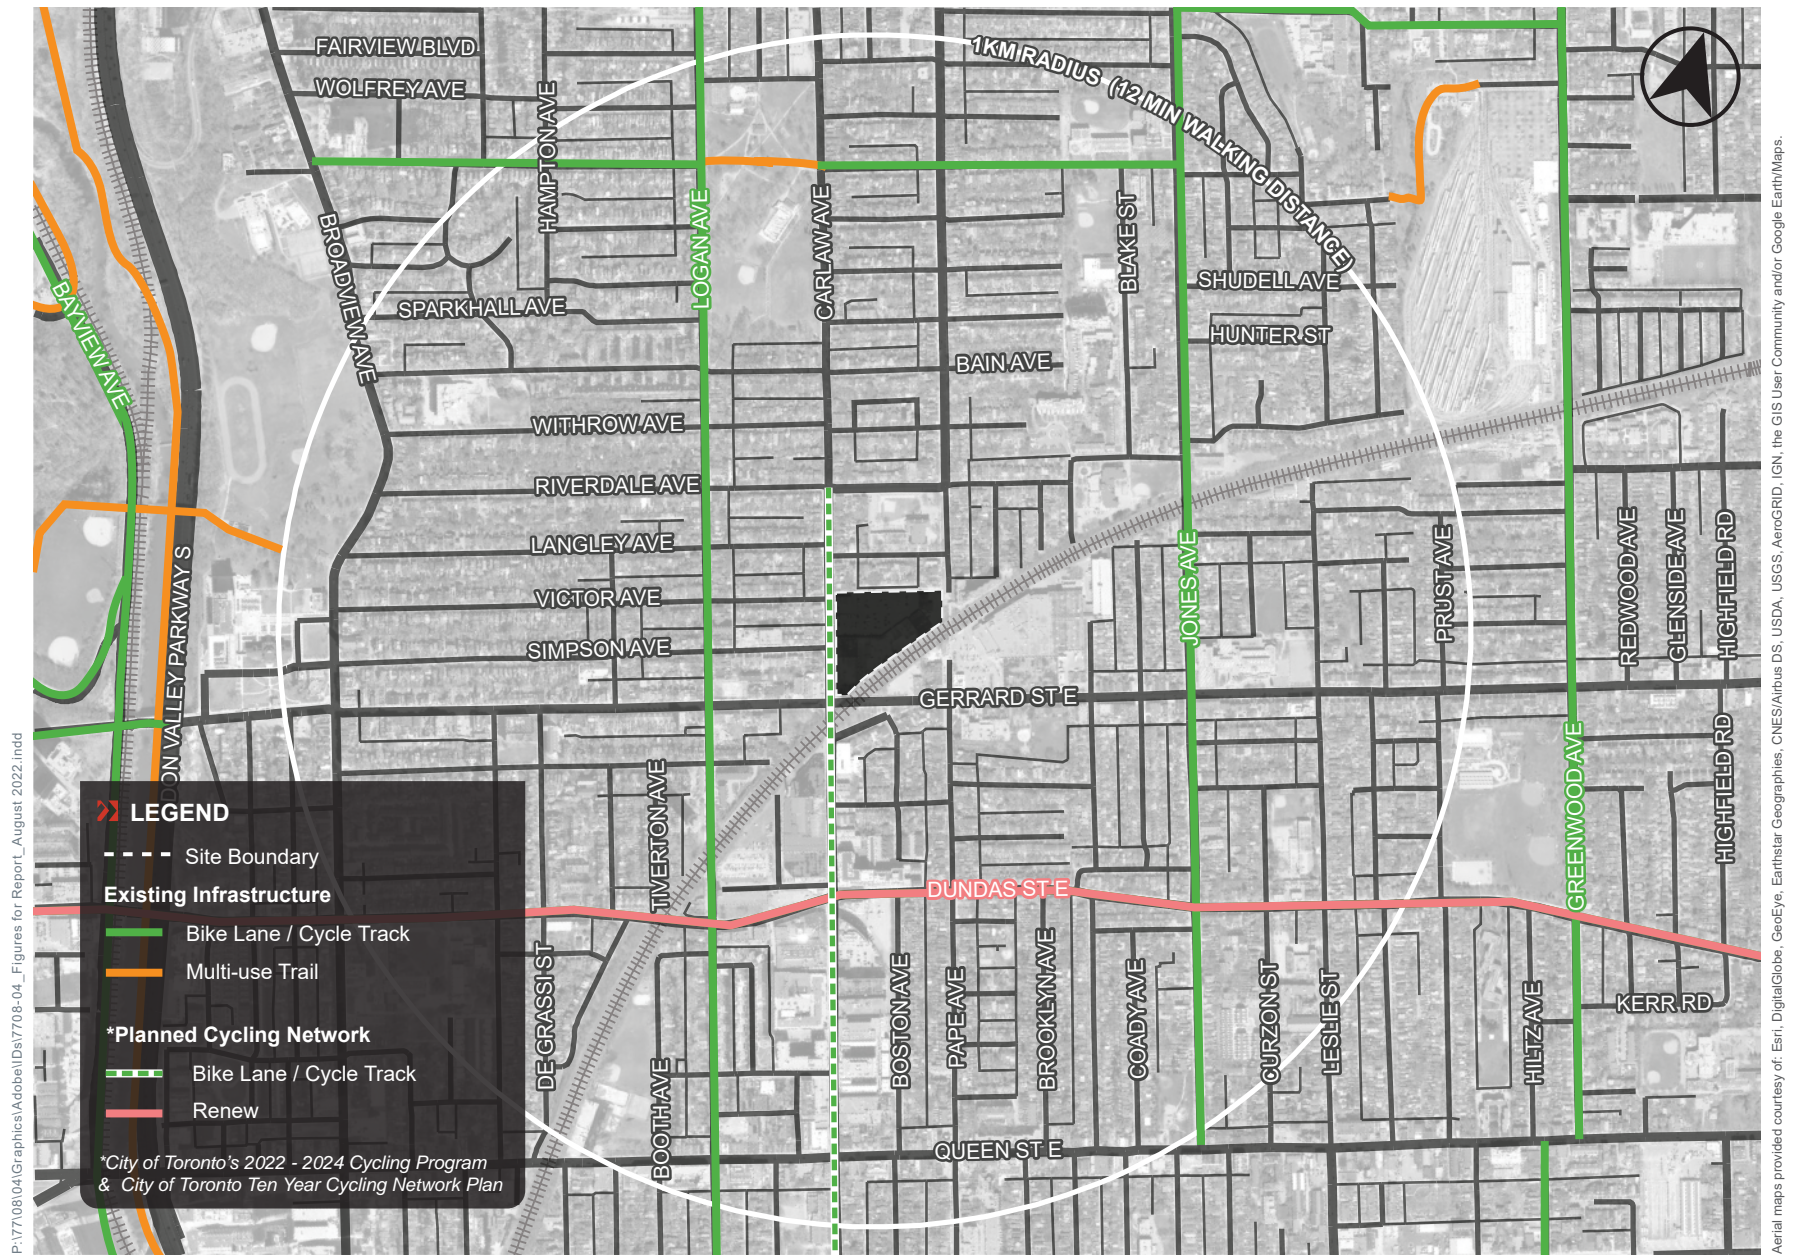 FAIRVIEW BLVD
WOLFREY AVE
HAMPTON AVE
1KM RADIUS (12 MIN WALKING DISTANCE)
BROADVIEW AVE
LOGAN AVE
CARLAW AVE
BLAKE ST
SHUDELL AVE
BAYVIEW AVE
SPARKHALL AVE
HUNTER ST
BAIN AVE
WITHROW AVE
RIVERDALE AVE
LANGLEY AVE
VICTOR AVE
SIMPSON AVE
JONES AVE
PRUST AVE
REDWOOD AVE
GLENSIDE AVE
HIGHFIELD RD
DON VALLEY PARKWAY S
GERRARD ST E
TIVERTON AVE
GREENWOOD AVE
HIGHFIELD RD
DUNDAS ST E
DE GRASSI ST
BOOTH AVE
BOSTON AVE
PAPE AVE
BROOKLYN AVE
COADY AVE
CURZON ST
LESLIE ST
HILTZ AVE
KERR RD
QUEEN ST E
LEGEND
Site Boundary
Existing Infrastructure
Bike Lane / Cycle Track
Multi-use Trail
*Planned Cycling Network
Bike Lane / Cycle Track
Renew
*City of Toronto's 2022 - 2024 Cycling Program
& City of Toronto Ten Year Cycling Network Plan
P:\77\08\04\Graphics\Adobe\IDs\7708-04_Figures for Report_August 2022.indd
Aerial maps provided courtesy of: Esri, DigitalGlobe, GeoEye, Earthstar Geographies, CNES/Airbus DS, USDA, USGS, AeroGRID, IGN, the GIS User Community and/or Google Earth/Maps.